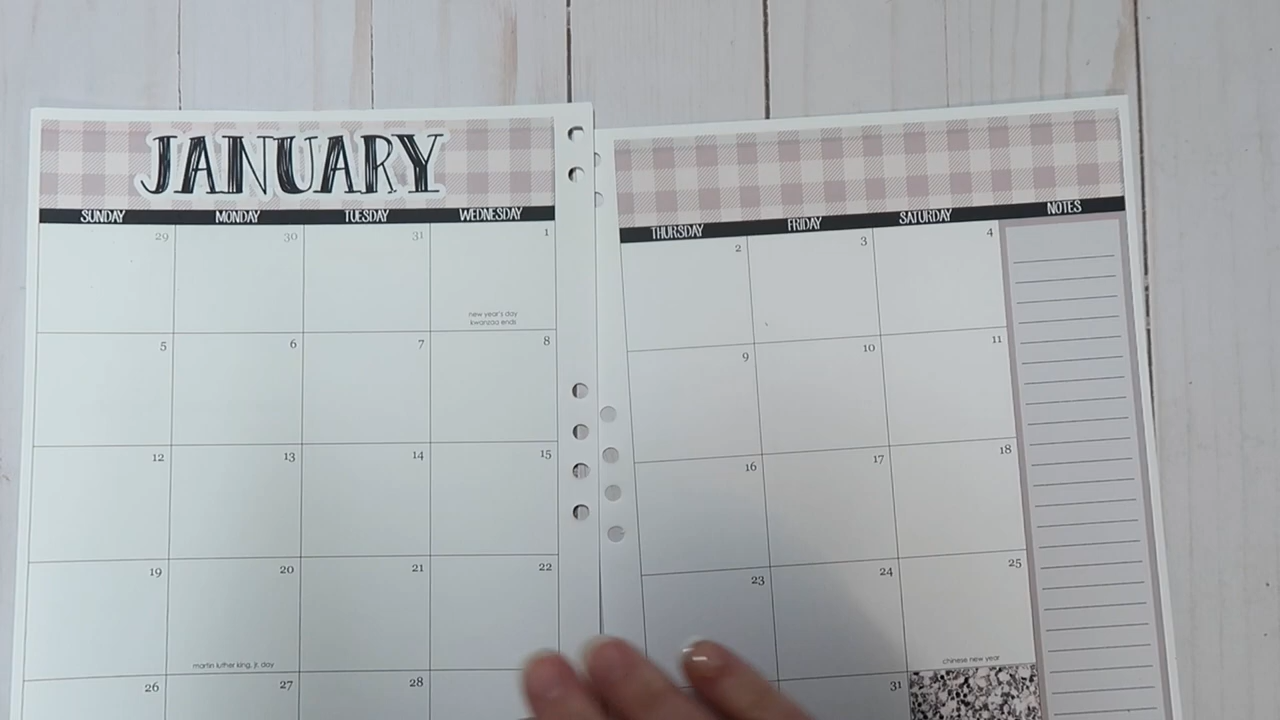 JANUARY
SUNDAY MONDAY TUESDAY WEDNESDAY
29 30 31 1
new year's day
kwanzaa ends
5 6 7 8
12 13 14 15
19 20 21 22
martin luther king, jr. day
26 27 28
THURSDAY FRIDAY SATURDAY NOTES
2 3 4
9 10 11
16 17 18
23 24 25
chinese new year
31